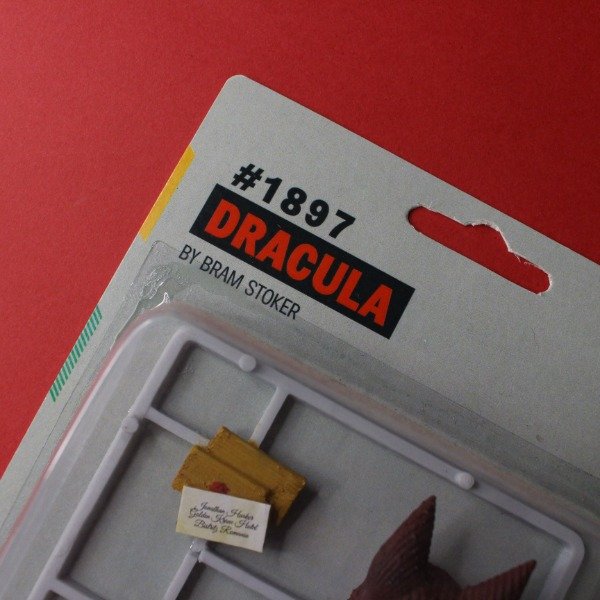 #1897
DRACULA
BY BRAM STOKER
Jonathan Harker
Golden Krone Hotel
Bistritz, Romania